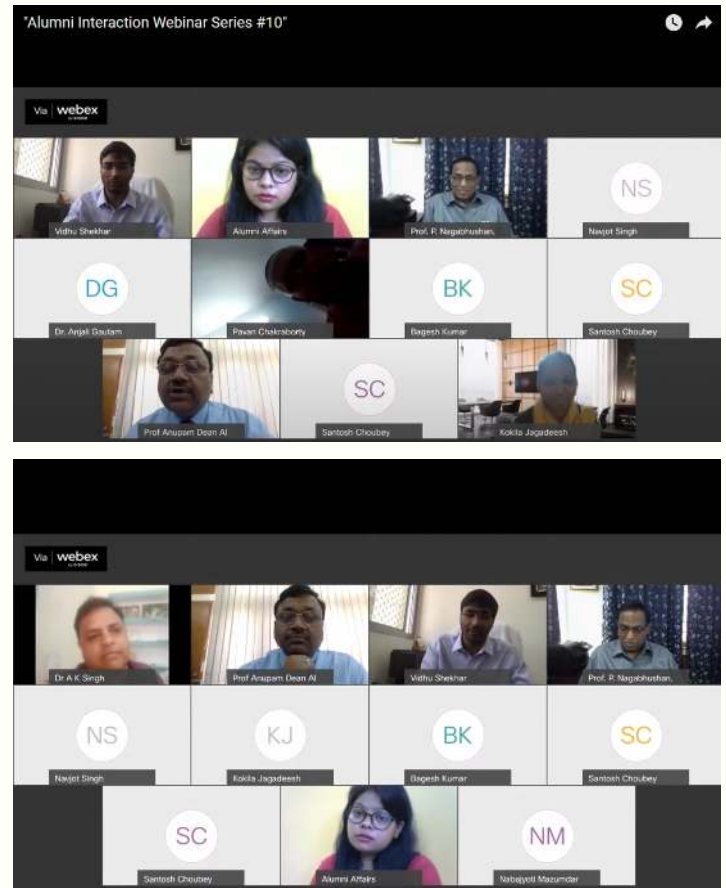 "Alumni Interaction Webinar Series #10"
Via webex
Vidhu Shekhar
Alumni Affairs
Prof. P. Nagabhushan,
NS
Navjot Singh
DG
Dr. Anjali Gautam
Pavan Chakraborty
BK
Bagesh Kumar
SC
Santosh Choubey
Prof Anupam Dean AI
SC
Santosh Choubey
Kokila Jagadeesh
Via webex
Dr A K Singh
Prof Anupam Dean AI
Vidhu Shekhar
Prof. P. Nagabhushan,
NS
Navjot Singh
KJ
Kokila Jagadeesh
BK
Bagesh Kumar
SC
Santosh Choubey
SC
Santosh Choubey
Alumni Affairs
NM
Nabajyoti Mazumdar